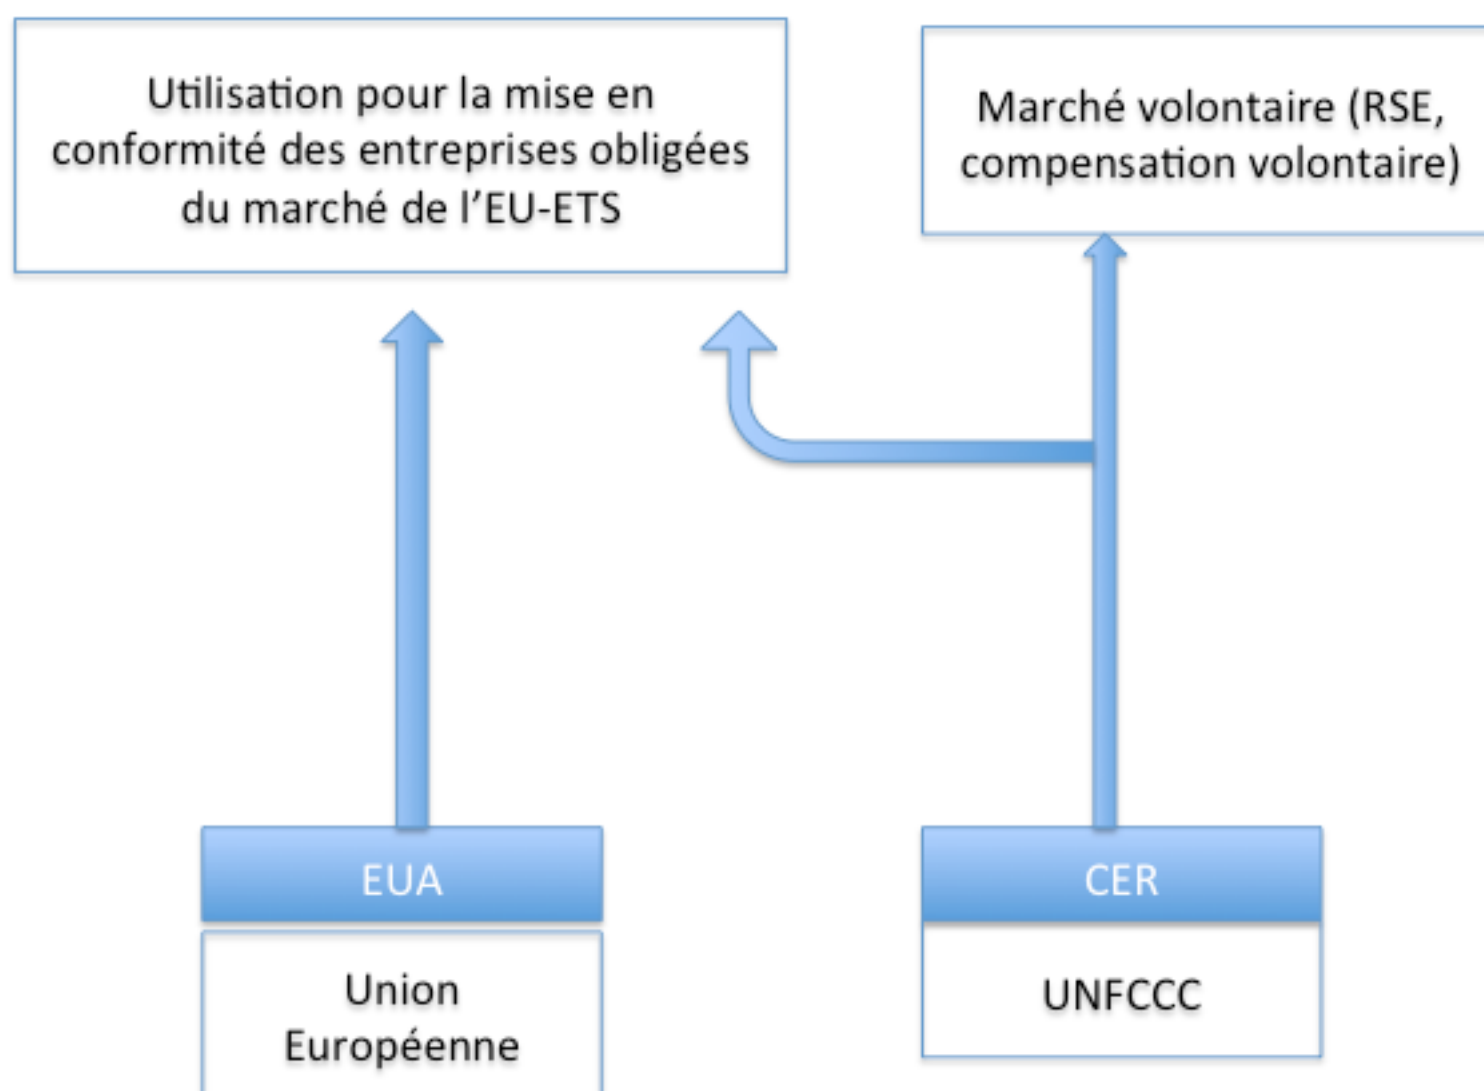 Utilisation pour la mise en
conformité des entreprises obligées
du marché de l’EU-ETS
Marché volontaire (RSE,
compensation volontaire)
EUA
Union
Européenne
CER
UNFCCC